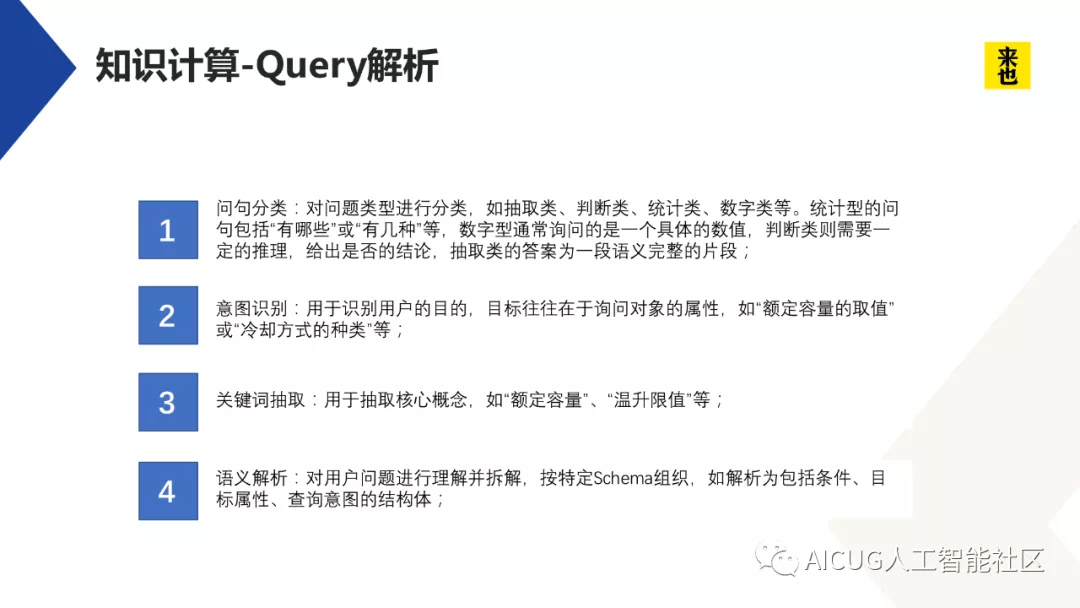 知识计算-Query解析
来也
1
问句分类：对问题类型进行分类，如抽取类、判断类、统计类、数字类等。统计型的问
句包括“有哪些”或“有几种”等，数字型通常询问的是一个具体的数值，判断类则需要一
定的推理，给出是否的结论，抽取类的答案为一段语义完整的片段；
2
意图识别：用于识别用户的目的，目标往往在于询问对象的属性，如“额定容量的取值”
或“冷却方式的种类”等；
3
关键词抽取：用于抽取核心概念，如“额定容量”、“温升限值”等；
4
语义解析：对用户问题进行理解并拆解，按特定Schema组织，如解析为包括条件、目
标属性、查询意图的结构体；
AICUG人工智能社区